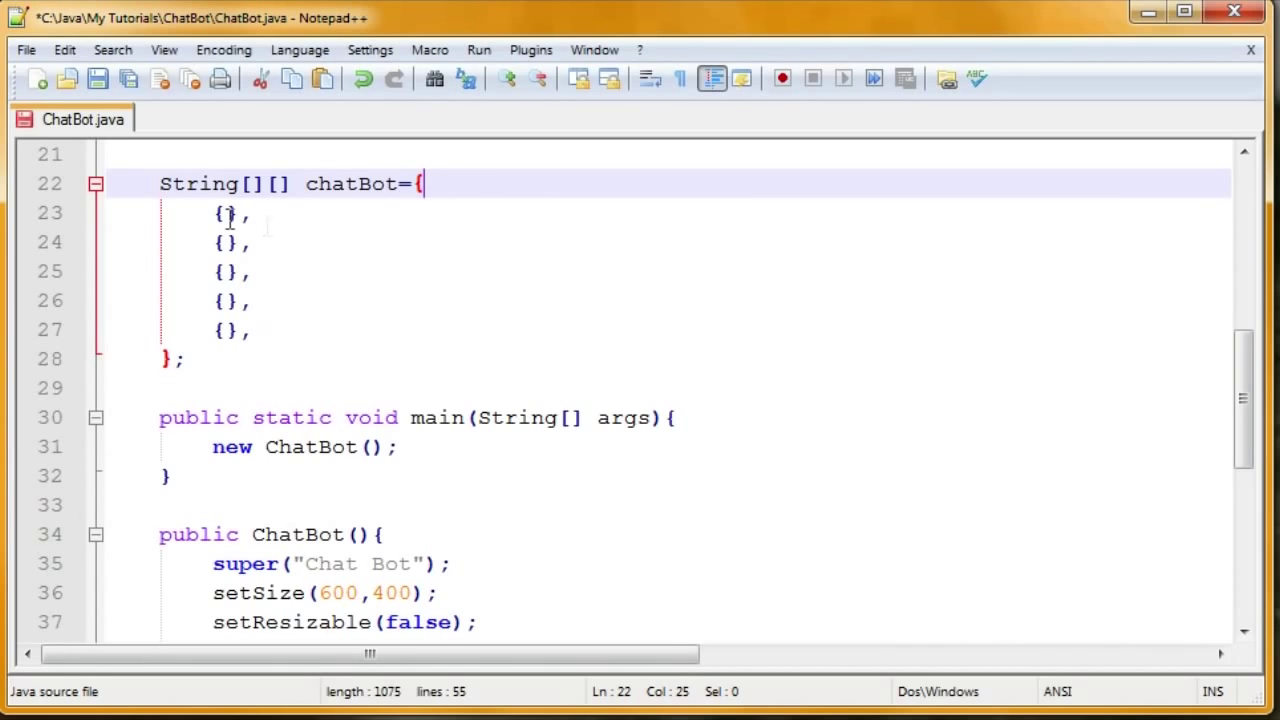 *C:\Java\My Tutorials\ChatBot\ChatBot.java - Notepad++
File Edit Search View Encoding Language Settings Macro Run Plugins Window ? X
ABC
ChatBot.java
21
22 String[][] chatBot={
23 {},
24 {},
25 {},
26 {},
27 {},
28 };
29
30 public static void main(String[] args){
31 new ChatBot();
32 }
33
34 public ChatBot(){
35 super("Chat Bot");
36 setSize(600,400);
37 setResizable(false);
Java source file length : 1075 lines : 55 Ln : 22 Col : 25 Sel : 0 Dos\Windows ANSI INS